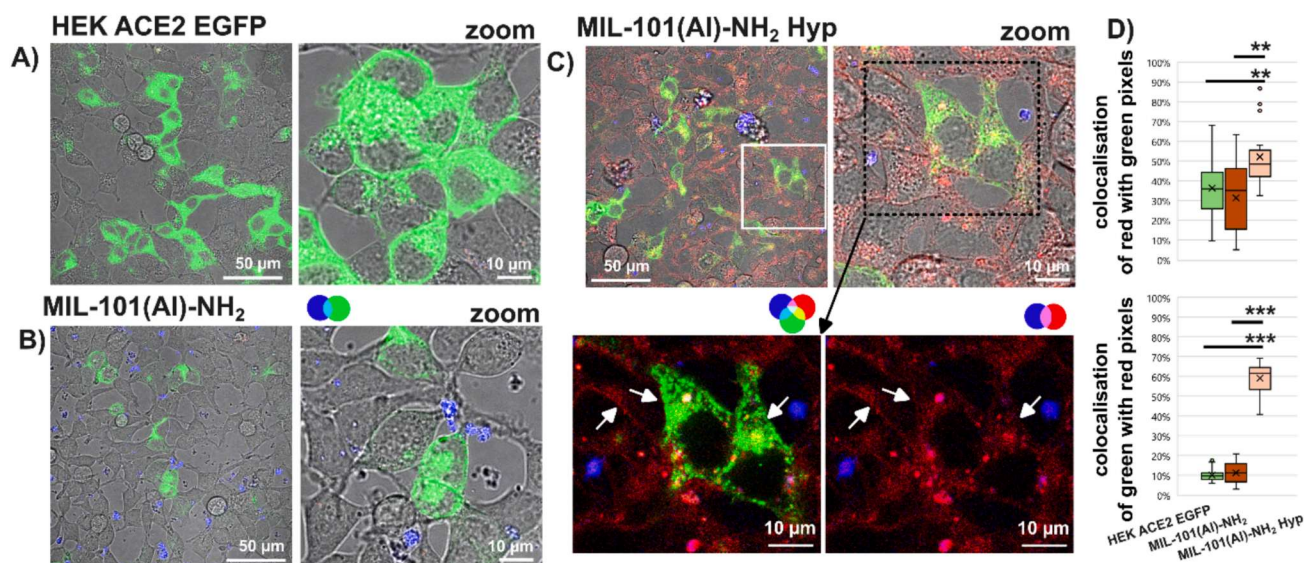 HEK ACE2 EGFP
zoom
A)
50 µm
10 µm
MIL-101(Al)-NH₂
zoom
B)
50 µm
10 µm
MIL-101(Al)-NH₂ Hyp
zoom
C)
50 µm
10 µm
10 µm
10 µm
D)
colocalisation
of red with green pixels
100%
90%
80%
70%
60%
50%
40%
30%
20%
10%
0%
**
**
colocalisation
of green with red pixels
100%
90%
80%
70%
60%
50%
40%
30%
20%
10%
0%
***
***
HEK ACE2 EGFP
MIL-101(Al)-NH₂
MIL-101(Al)-NH₂ Hyp